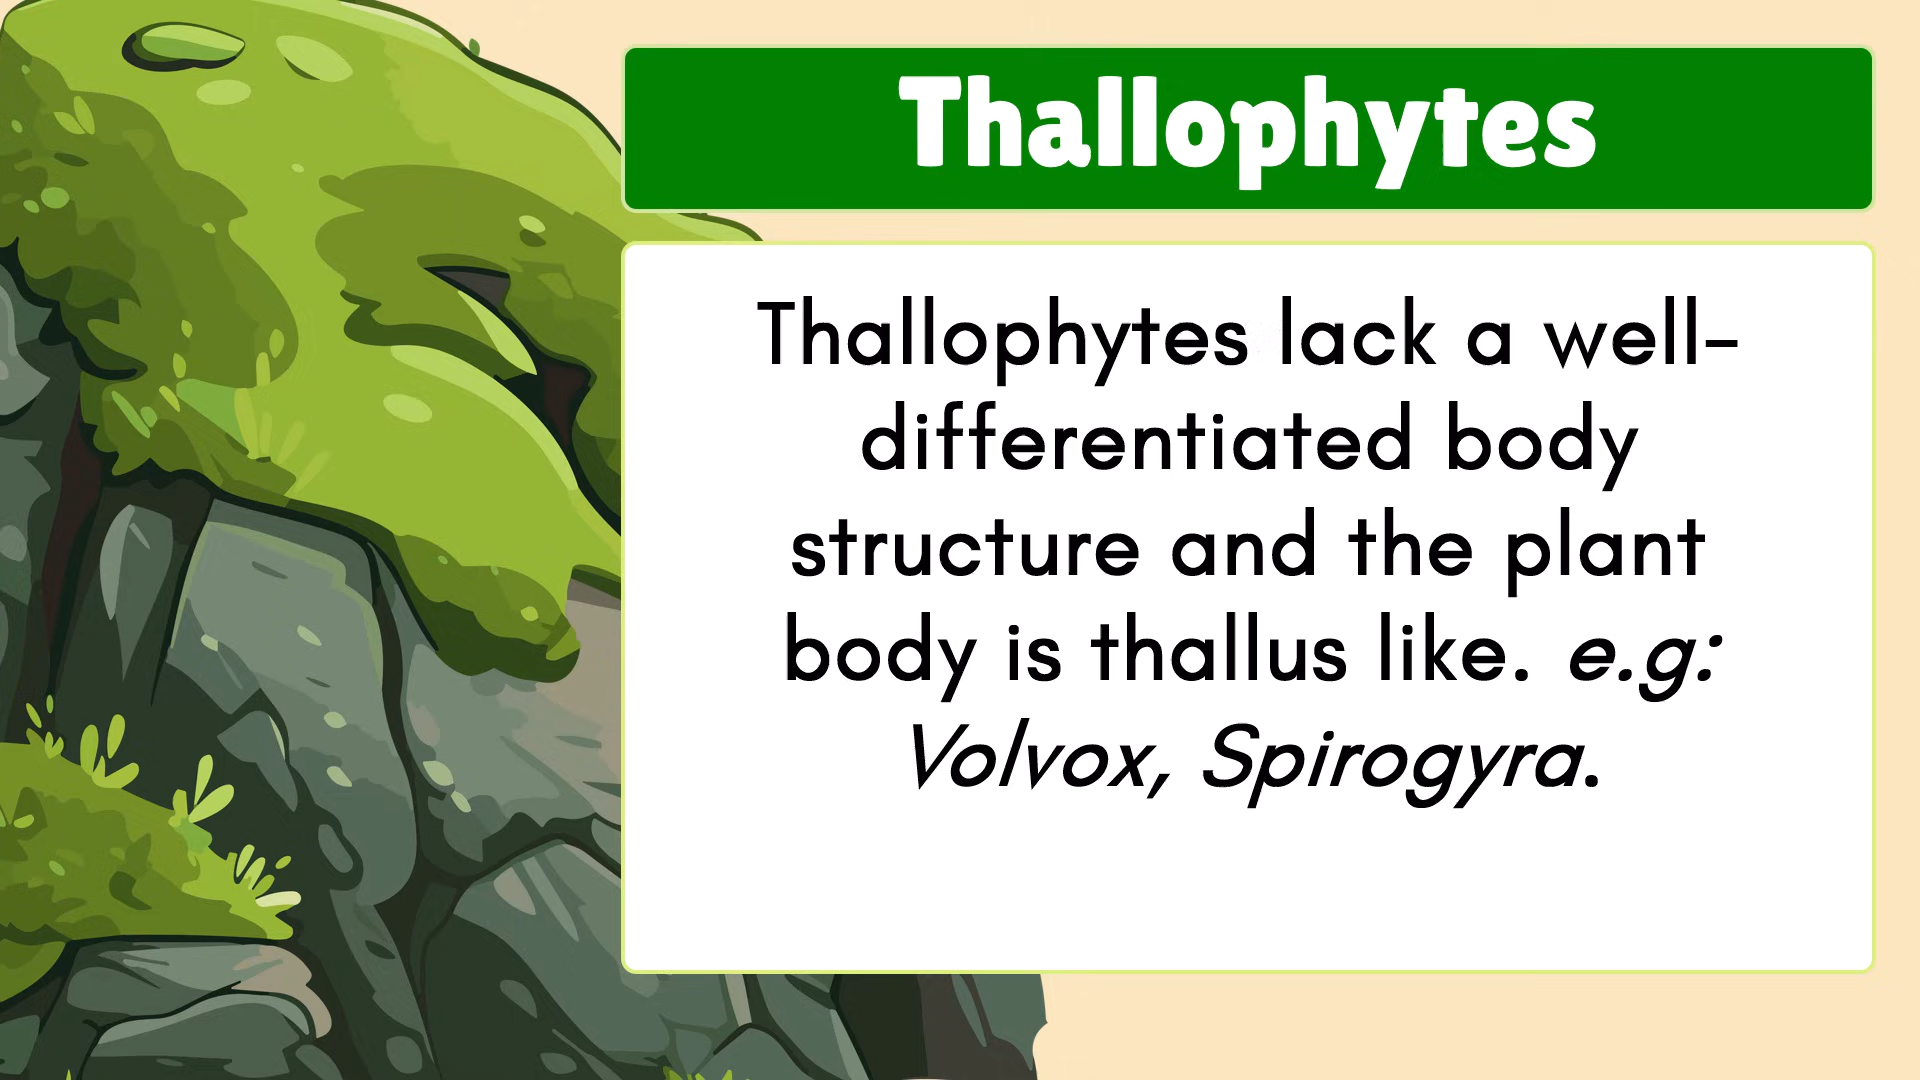 Thallophytes
Thallophytes lack a well-
differentiated body
structure and the plant
body is thallus like. e.g:
Volvox, Spirogyra.